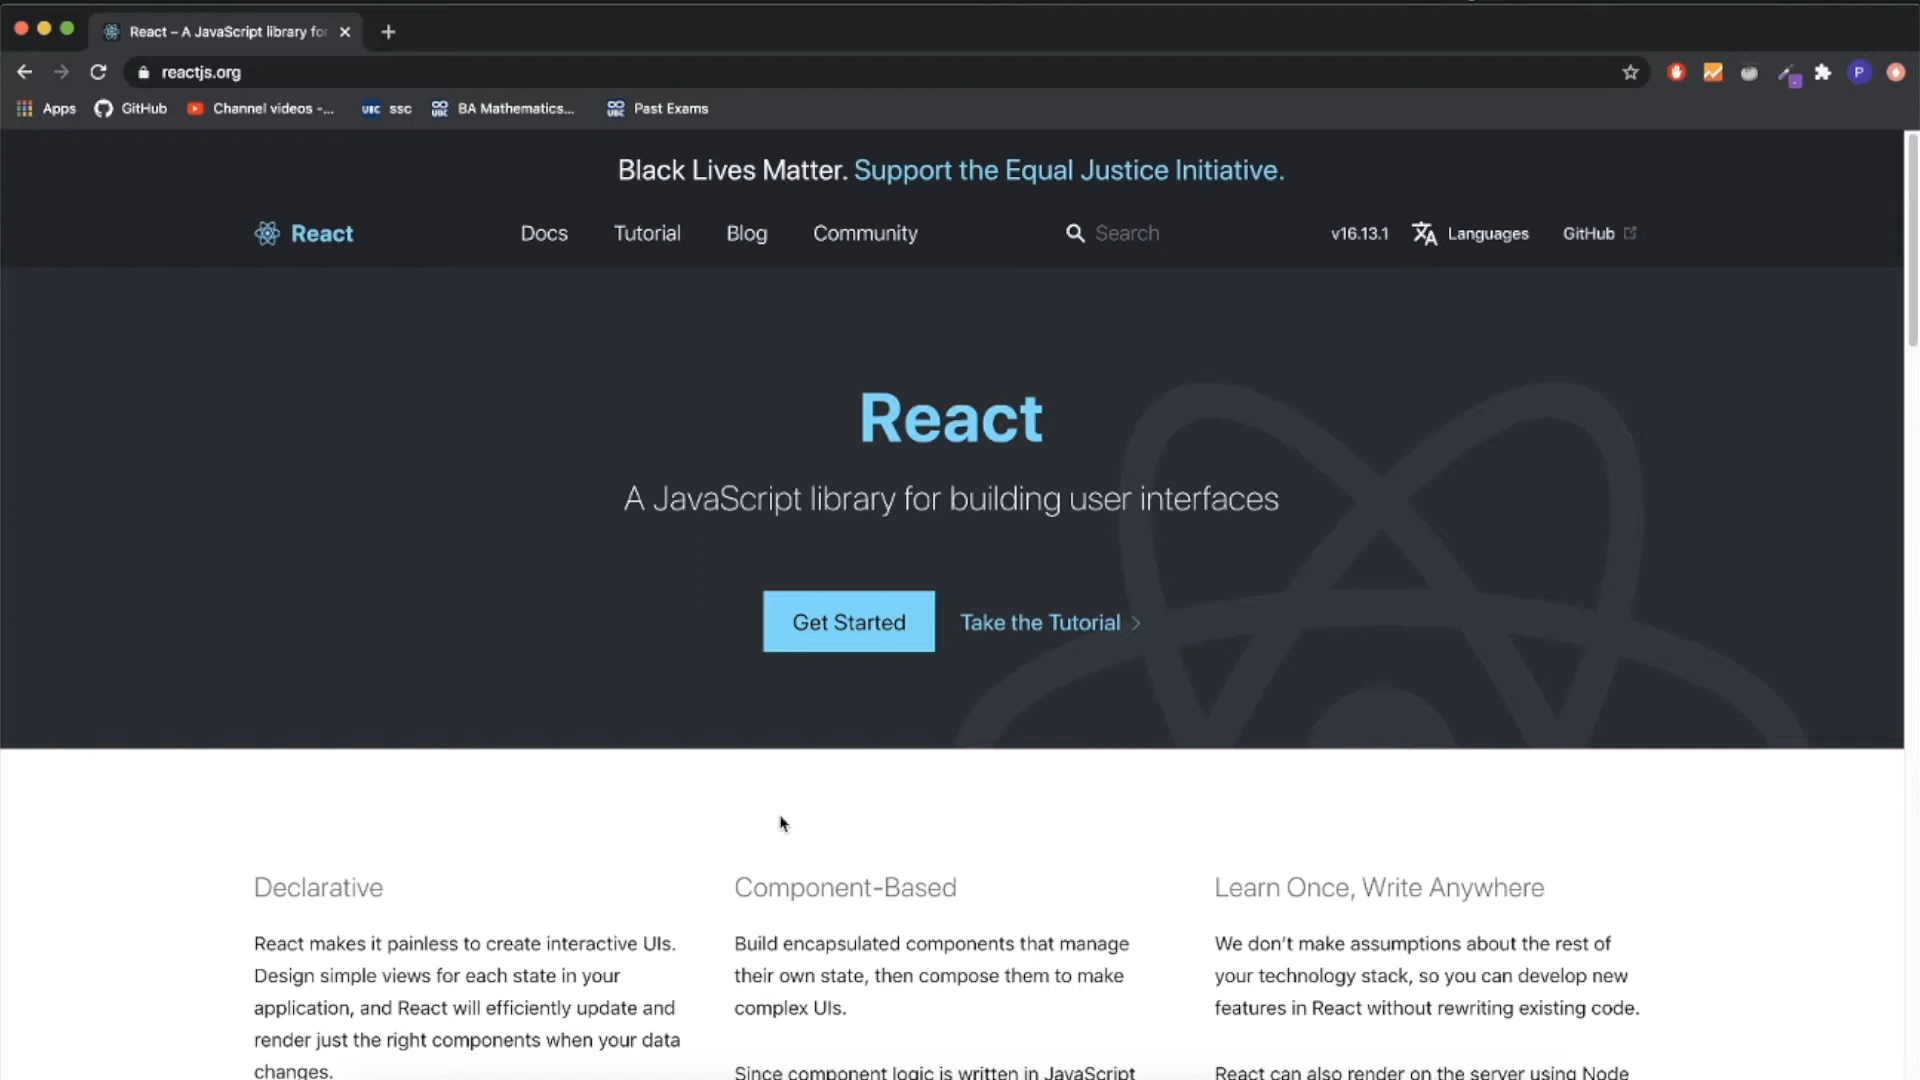 React – A JavaScript library for
reactjs.org
Apps GitHub Channel videos -... UBC ssc UBC BA Mathematics... UBC Past Exams
P
Black Lives Matter. Support the Equal Justice Initiative.
React Docs Tutorial Blog Community Search v16.13.1 Languages GitHub
React
A JavaScript library for building user interfaces
Get Started Take the Tutorial
Declarative
React makes it painless to create interactive UIs.
Design simple views for each state in your
application, and React will efficiently update and
render just the right components when your data
changes.
Component-Based
Build encapsulated components that manage
their own state, then compose them to make
complex UIs.
Since component logic is written in JavaScript
Learn Once, Write Anywhere
We don’t make assumptions about the rest of
your technology stack, so you can develop new
features in React without rewriting existing code.
React can also render on the server using Node